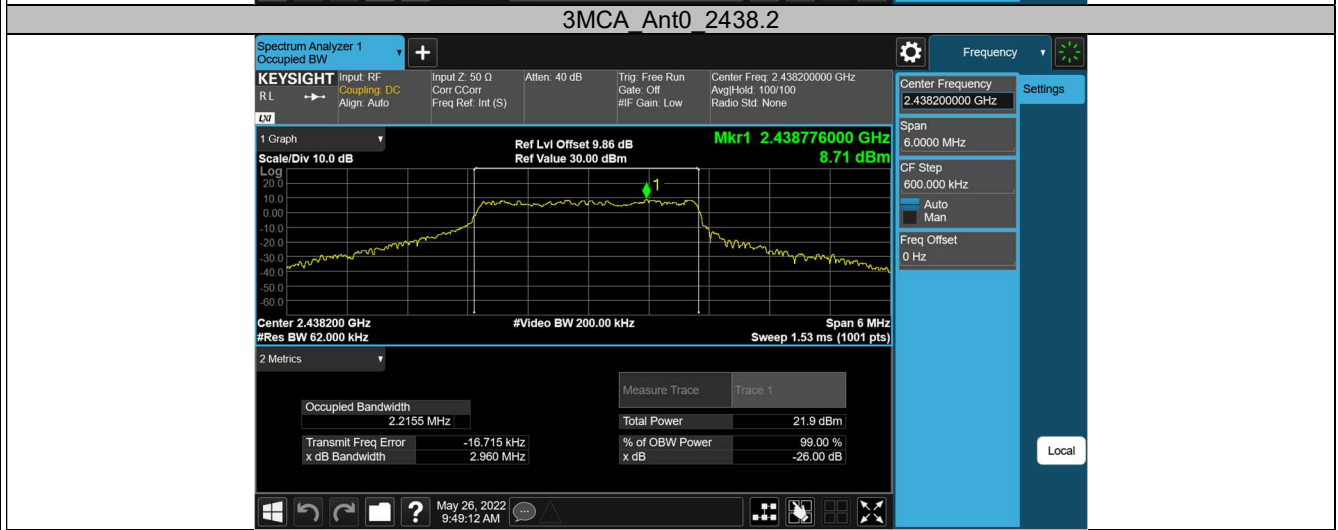 3MCA_Ant0_2438.2
Spectrum Analyzer 1
Occupied BW
+
Frequency
KEYSIGHT
RL
LXI
Input: RF
Coupling: DC
Align: Auto
Input Z: 50 Ω
Corr CCorr
Freq Ref: Int (S)
Atten: 40 dB
Trig: Free Run
Gate: Off
#IF Gain: Low
Center Freq: 2.438200000 GHz
Avg|Hold: 100/100
Radio Std: None
Center Frequency
2.438200000 GHz
Settings
Span
6.0000 MHz
CF Step
600.000 kHz
Auto
Man
Freq Offset
0 Hz
Local
1 Graph
Scale/Div 10.0 dB
Ref Lvl Offset 9.86 dB
Ref Value 30.00 dBm
Mkr1 2.438776000 GHz
8.71 dBm
Log
20.0
10.0
0.00
-10.0
-20.0
-30.0
-40.0
-50.0
-60.0
1
Center 2.438200 GHz
#Video BW 200.00 kHz
Span 6 MHz
#Res BW 62.000 kHz
Sweep 1.53 ms (1001 pts)
2 Metrics
Measure Trace
Trace 1
Occupied Bandwidth
2.2155 MHz
Total Power
21.9 dBm
Transmit Freq Error
-16.715 kHz
% of OBW Power
99.00 %
x dB Bandwidth
2.960 MHz
x dB
-26.00 dB
?
May 26, 2022
9:49:12 AM